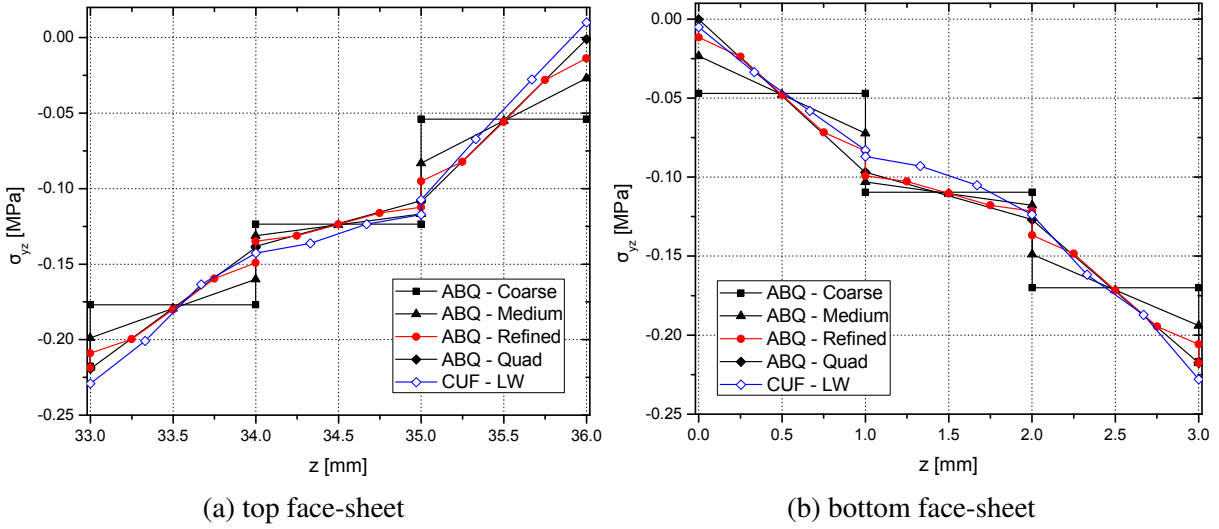 0.00
-0.05
-0.10
-0.15
-0.20
-0.25
σyz [MPa]
33.0 33.5 34.0 34.5 35.0 35.5 36.0
z [mm]
ABQ - Coarse
ABQ - Medium
ABQ - Refined
ABQ - Quad
CUF - LW
(a) top face-sheet
0.00
-0.05
-0.10
-0.15
-0.20
-0.25
σyz [MPa]
0.0 0.5 1.0 1.5 2.0 2.5 3.0
z [mm]
ABQ - Coarse
ABQ - Medium
ABQ - Refined
ABQ - Quad
CUF - LW
(b) bottom face-sheet